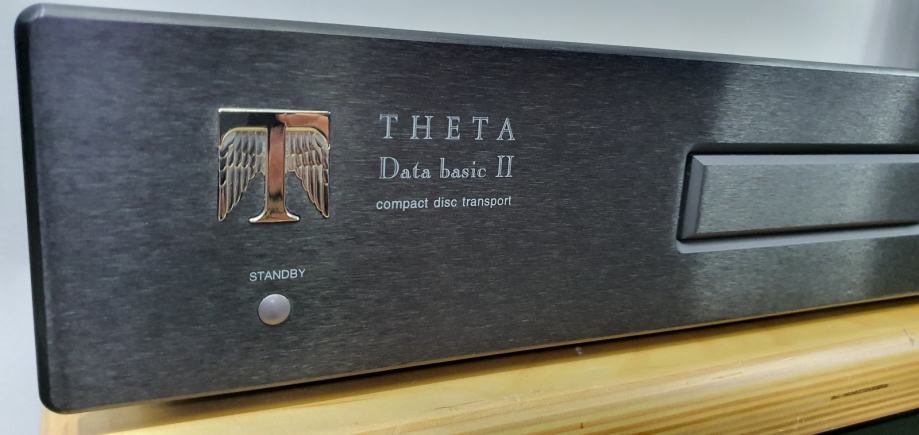 T
THETA
Data basic II
compact disc transport
STANDBY